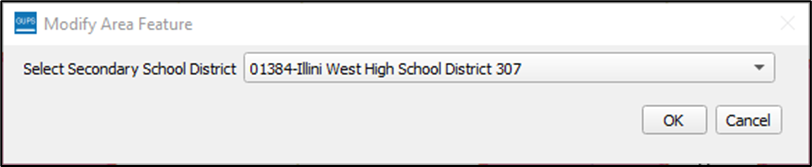 GUPS Modify Area Feature
Select Secondary School District 01384-Illini West High School District 307
OK Cancel